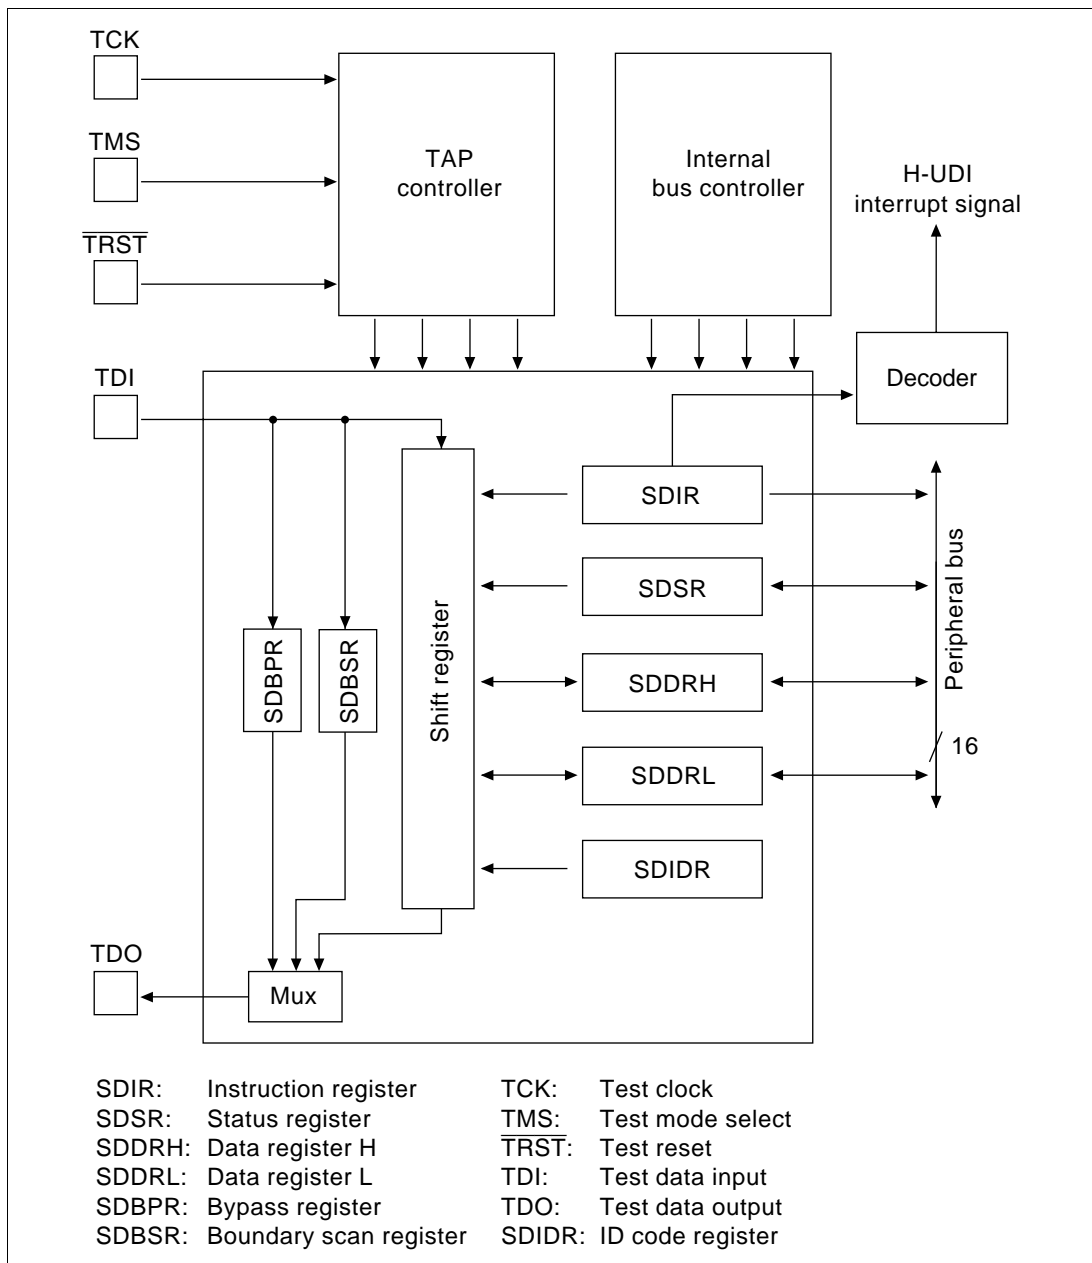 TCK
TMS
TRST
TAP
controller
Internal
bus controller
H-UDI
interrupt signal
Decoder
TDI
SDIR
SDSR
SDDRH
SDDRL
SDIDR
SDBPR
SDBSR
Shift register
Peripheral bus
16
TDO
Mux
SDIR: Instruction register
SDSR: Status register
SDDRH: Data register H
SDDRL: Data register L
SDBPR: Bypass register
SDBSR: Boundary scan register
TCK: Test clock
TMS: Test mode select
TRST: Test reset
TDI: Test data input
TDO: Test data output
SDIDR: ID code register